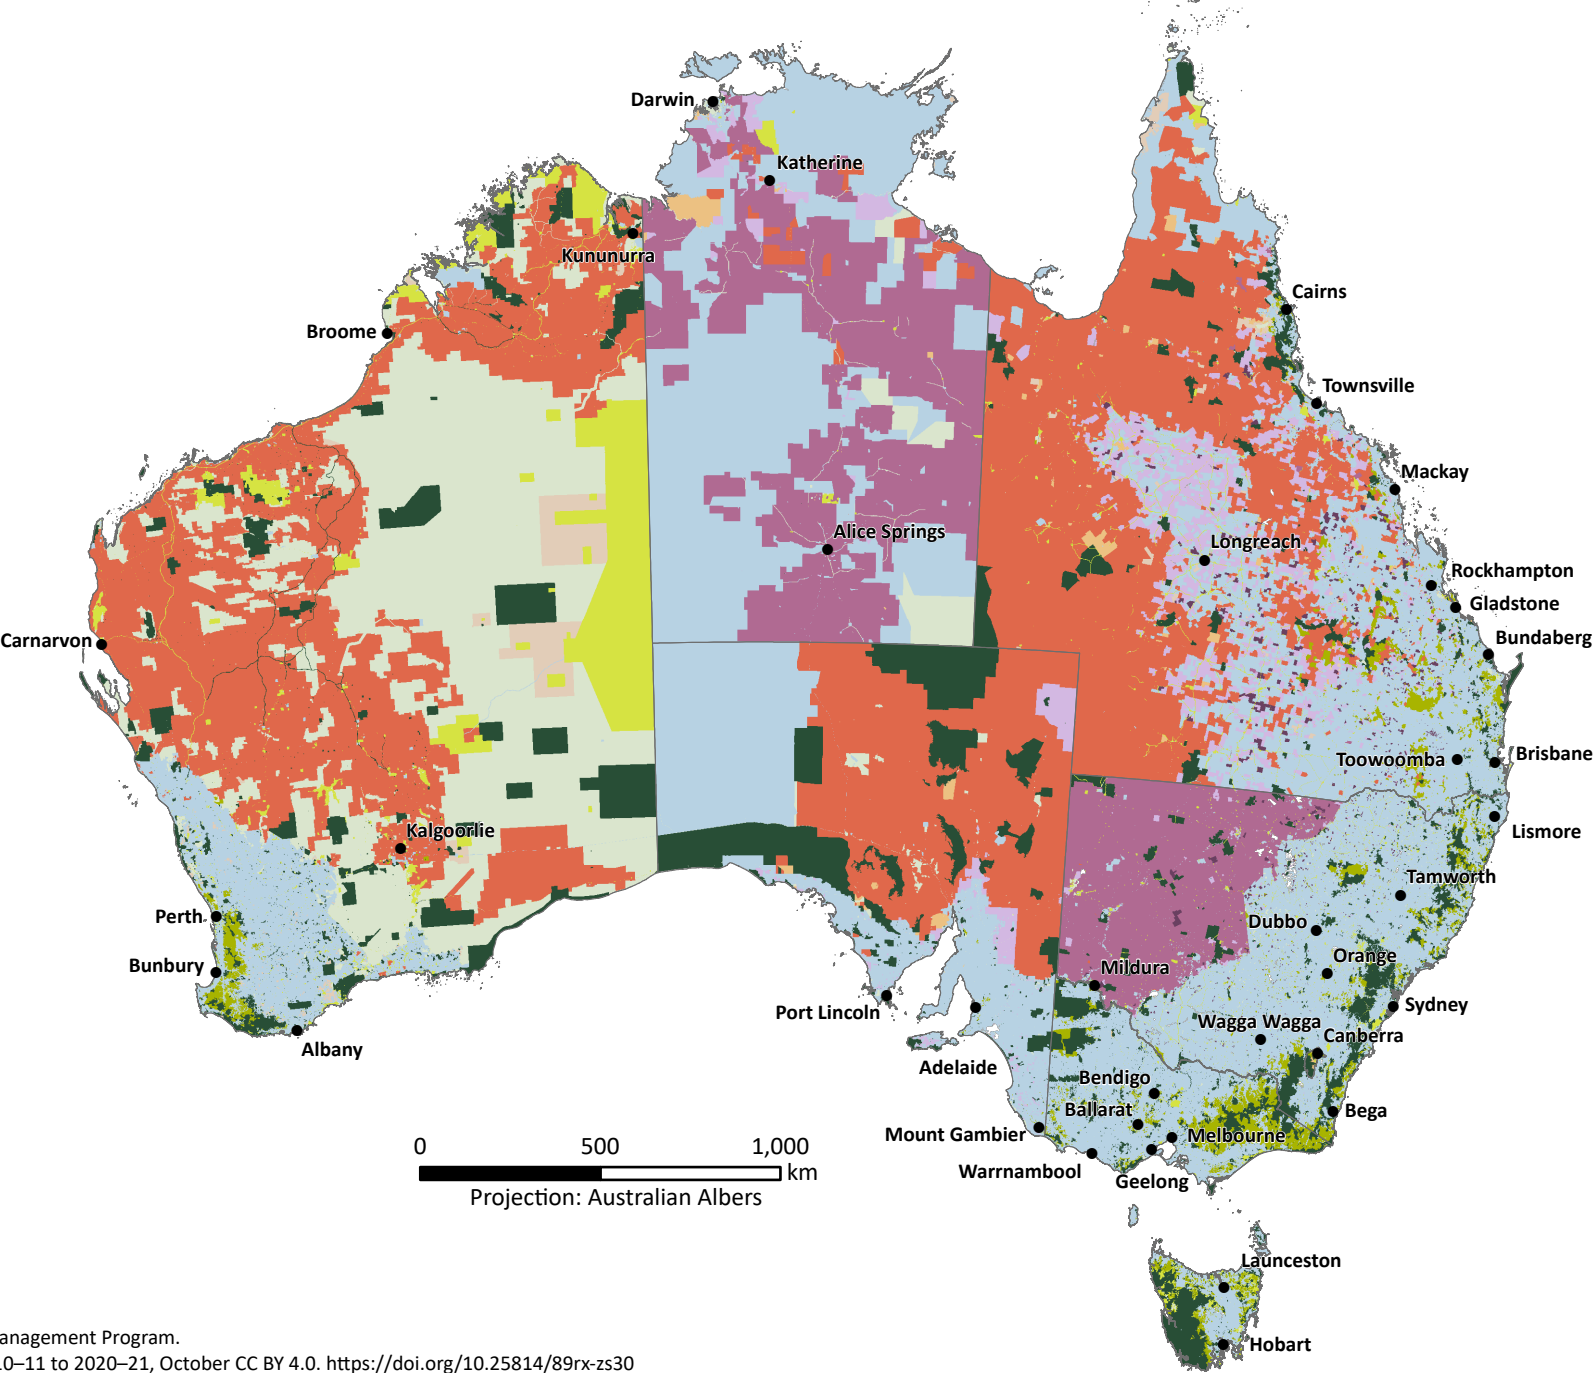 Darwin
Katherine
Kununurra
Cairns
Broome
Townsville
Mackay
Alice Springs
Longreach
Rockhampton
Gladstone
Carnarvon
Bundaberg
Toowoomba
Brisbane
Kalgoorlie
Lismore
Tamworth
Perth
Dubbo
Bunbury
Orange
Mildura
Port Lincoln
Sydney
Wagga Wagga
Canberra
Albany
Adelaide
Bendigo
Ballarat
Bega
Mount Gambier
Melbourne
0 500 1,000
km
Warrnambool
Geelong
Projection: Australian Albers
Launceston
Hobart
anagement Program.
10–11 to 2020–21, October CC BY 4.0. https://doi.org/10.25814/89rx-zs30